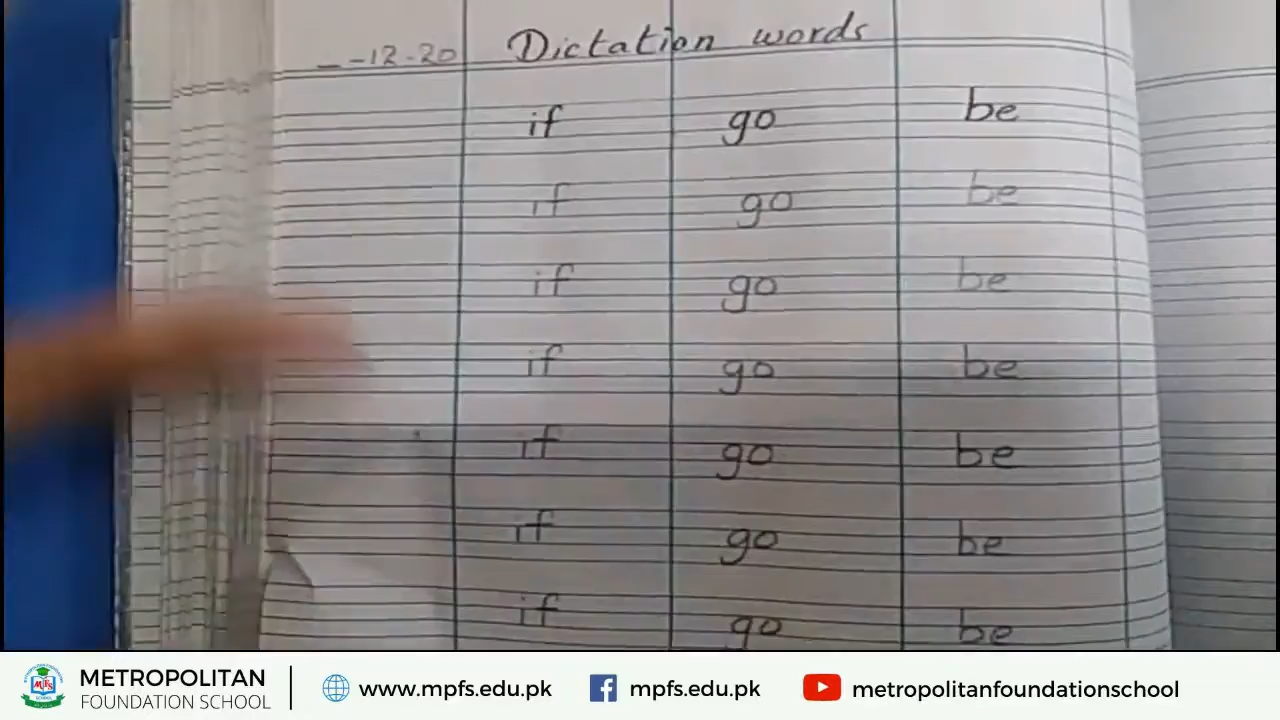 _-12-20 Dictation words
if go be
if go be
if go be
if go be
if go be
if go be
if go be
METROPOLITAN
FOUNDATION SCHOOL
www.mpfs.edu.pk mpfs.edu.pk metropolitanfoundationschool